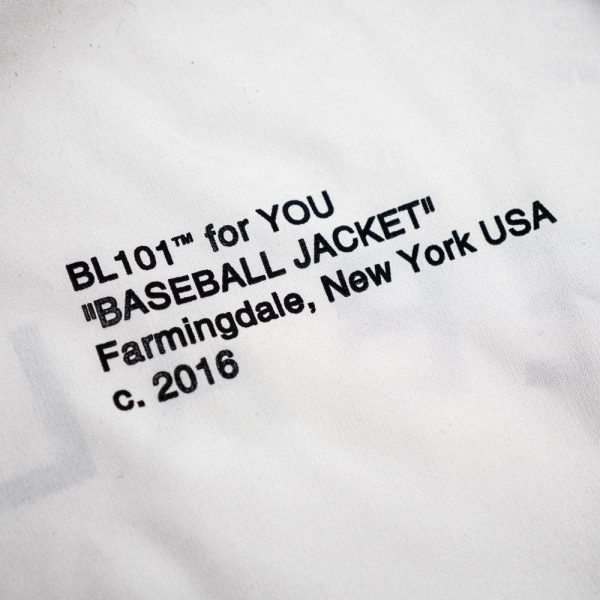 BL101™ for YOU
"BASEBALL JACKET"
Farmingdale, New York USA
c. 2016